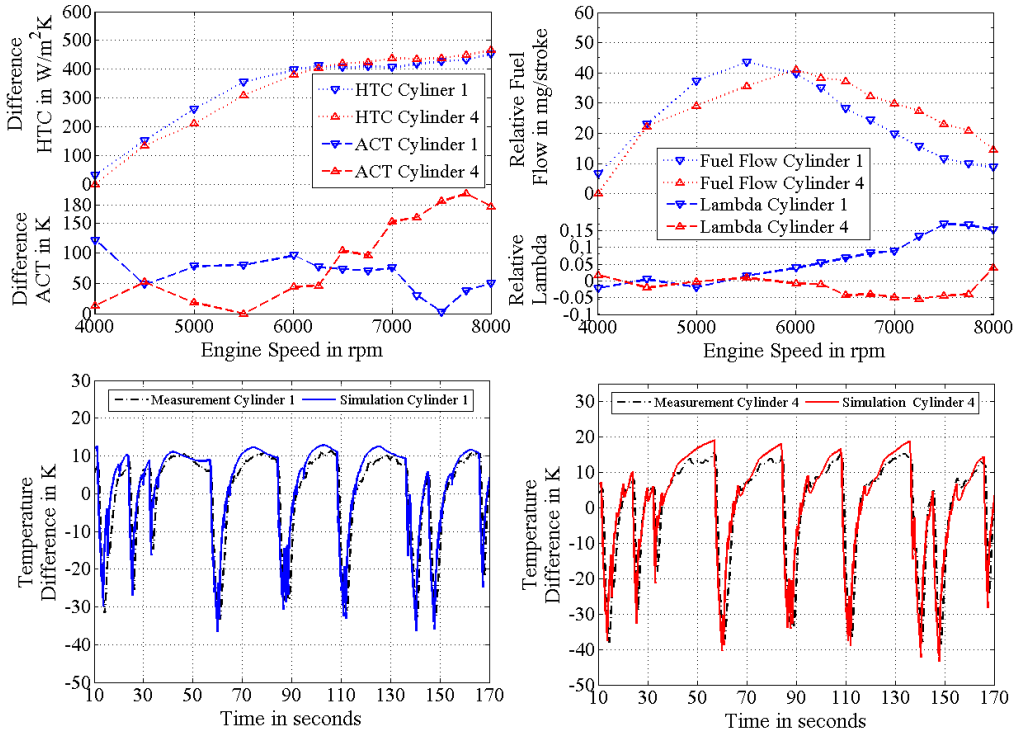 600
500
400
300
200
100
0
Difference
HTC in W/m²K
HTC Cyliner 1
HTC Cylinder 4
ACT Cylinder 1
ACT Cylinder 4
180
150
100
50
0
Difference
ACT in K
4000 5000 6000 7000 8000
Engine Speed in rpm
60
50
40
30
20
10
0
Relative Fuel
Flow in mg/stroke
Fuel Flow Cylinder 1
Fuel Flow Cylinder 4
Lambda Cylinder 1
Lambda Cylinder 4
0.15
0.1
0.05
0
-0.05
-0.1
Relative
Lambda
4000 5000 6000 7000 8000
Engine Speed in rpm
30
20
10
0
-10
-20
-30
-40
-50
Temperature
Difference in K
Measurement Cylinder 1 Simulation Cylinder 1
10 30 50 70 90 110 130 150 170
Time in seconds
30
20
10
0
-10
-20
-30
-40
-50
Temperature
Difference in K
Measurement Cylinder 4 Simulation Cylinder 4
10 30 50 70 90 110 130 150 170
Time in seconds